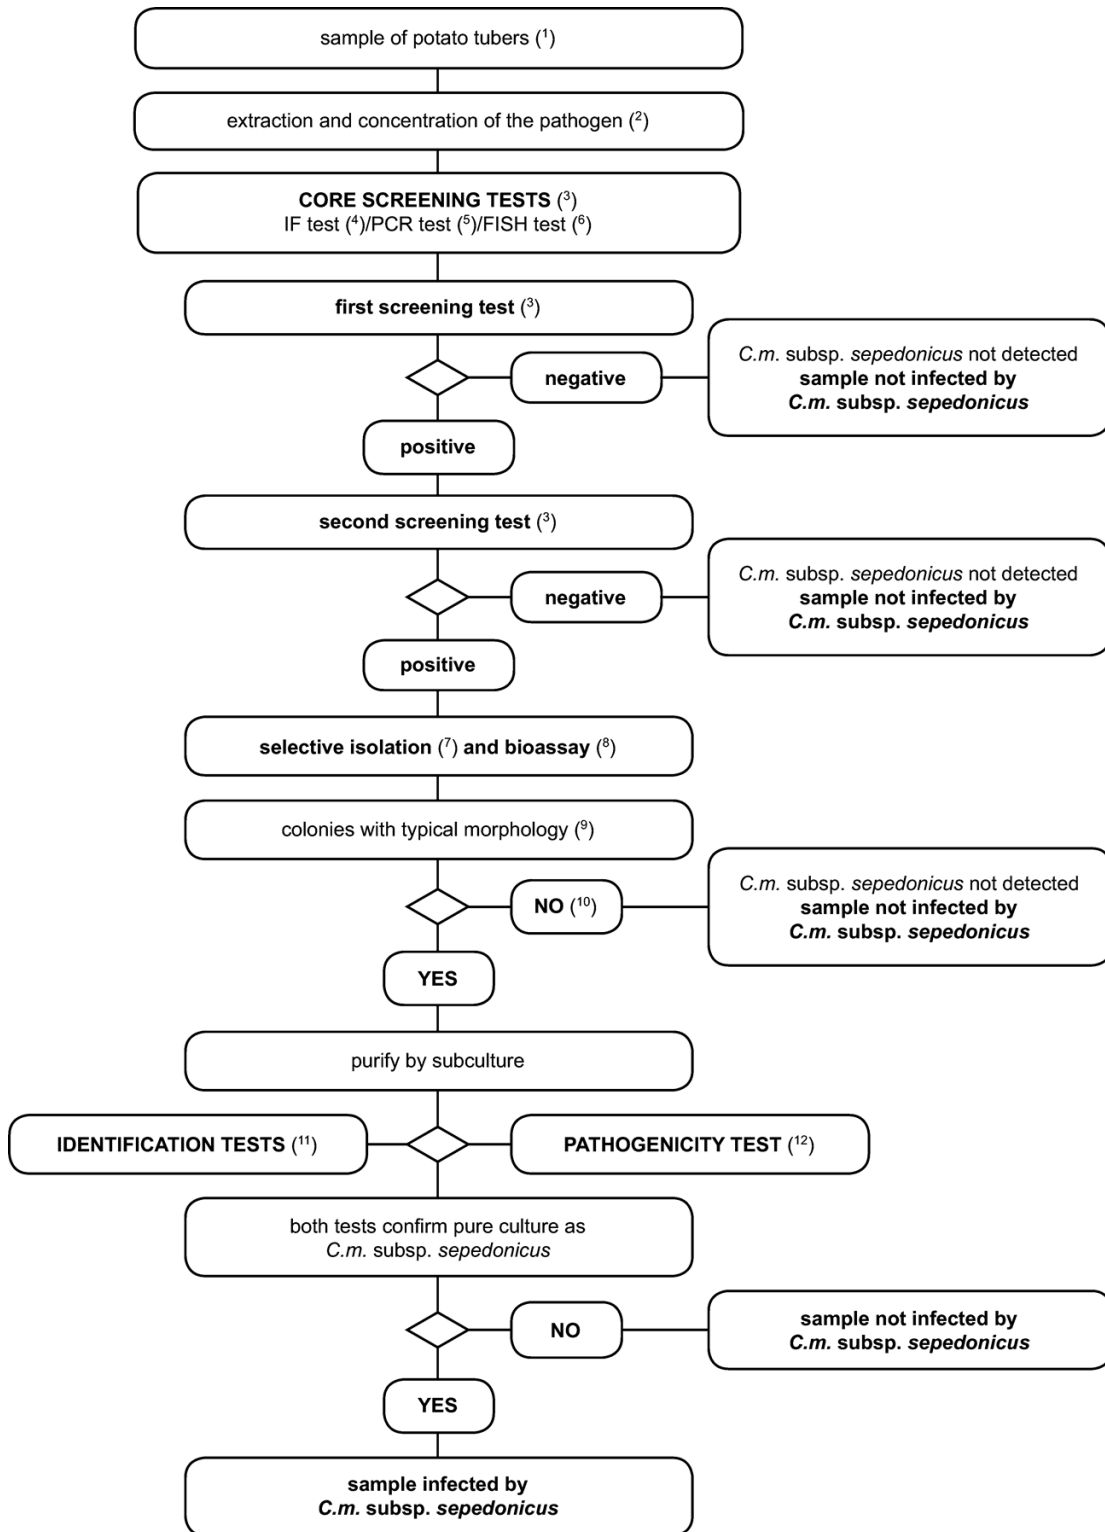 sample of potato tubers (¹)
extraction and concentration of the pathogen (²)
CORE SCREENING TESTS (³)
IF test (⁴)/PCR test (⁵)/FISH test (⁶)
first screening test (³)
negative
C.m. subsp. sepedonicus not detected
sample not infected by
C.m. subsp. sepedonicus
positive
second screening test (³)
negative
C.m. subsp. sepedonicus not detected
sample not infected by
C.m. subsp. sepedonicus
positive
selective isolation (⁷) and bioassay (⁸)
colonies with typical morphology (⁹)
NO (¹⁰)
C.m. subsp. sepedonicus not detected
sample not infected by
C.m. subsp. sepedonicus
YES
purify by subculture
IDENTIFICATION TESTS (¹¹)
PATHOGENICITY TEST (¹²)
both tests confirm pure culture as
C.m. subsp. sepedonicus
NO
sample not infected by
C.m. subsp. sepedonicus
YES
sample infected by
C.m. subsp. sepedonicus